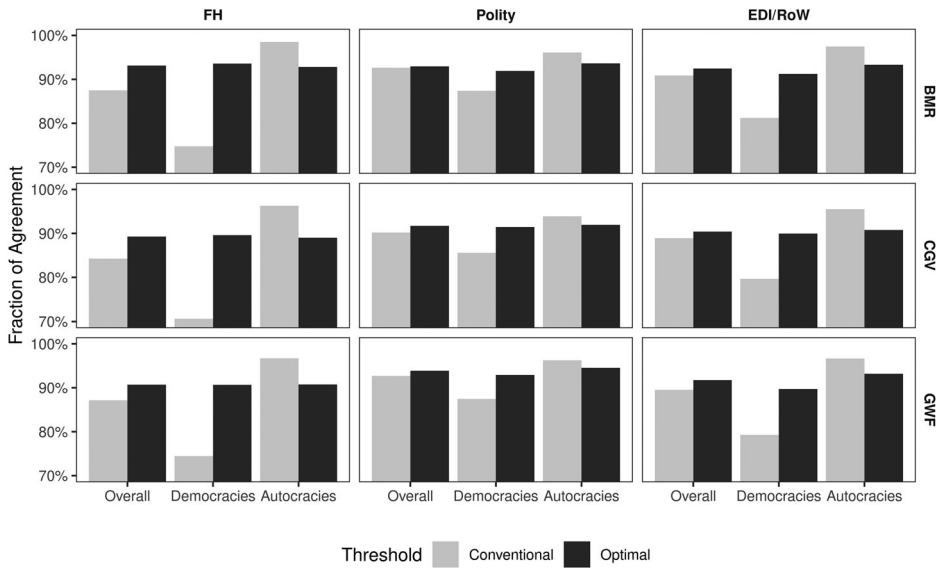 FH Polity EDI/RoW
Fraction of Agreement
100%
90%
80%
70%
BMR
100%
90%
80%
70%
CGV
100%
90%
80%
70%
GWF
Overall Democracies Autocracies Overall Democracies Autocracies Overall Democracies Autocracies
Threshold Conventional Optimal